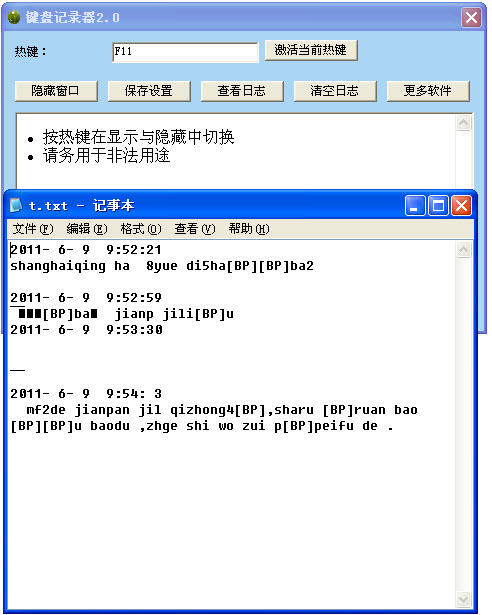 键盘记录器2.0
热键：
F11
激活当前热键
隐藏窗口 保存设置 查看日志 清空日志 更多软件
• 按热键在显示与隐藏中切换
• 请务用于非法用途
t.txt - 记事本
文件(F) 编辑(E) 格式(O) 查看(V) 帮助(H)
2011- 6- 9 9:52:21
shanghaiqing ha 8yue di5ha[BP][BP]ba2
2011- 6- 9 9:52:59
■■■[BP]ba■ jianp jili[BP]u
2011- 6- 9 9:53:30
2011- 6- 9 9:54: 3
mf2de jianpan jil qizhong4[BP],sharu [BP]ruan bao
[BP][BP]u baodu ,zhge shi wo zui p[BP]peifu de .